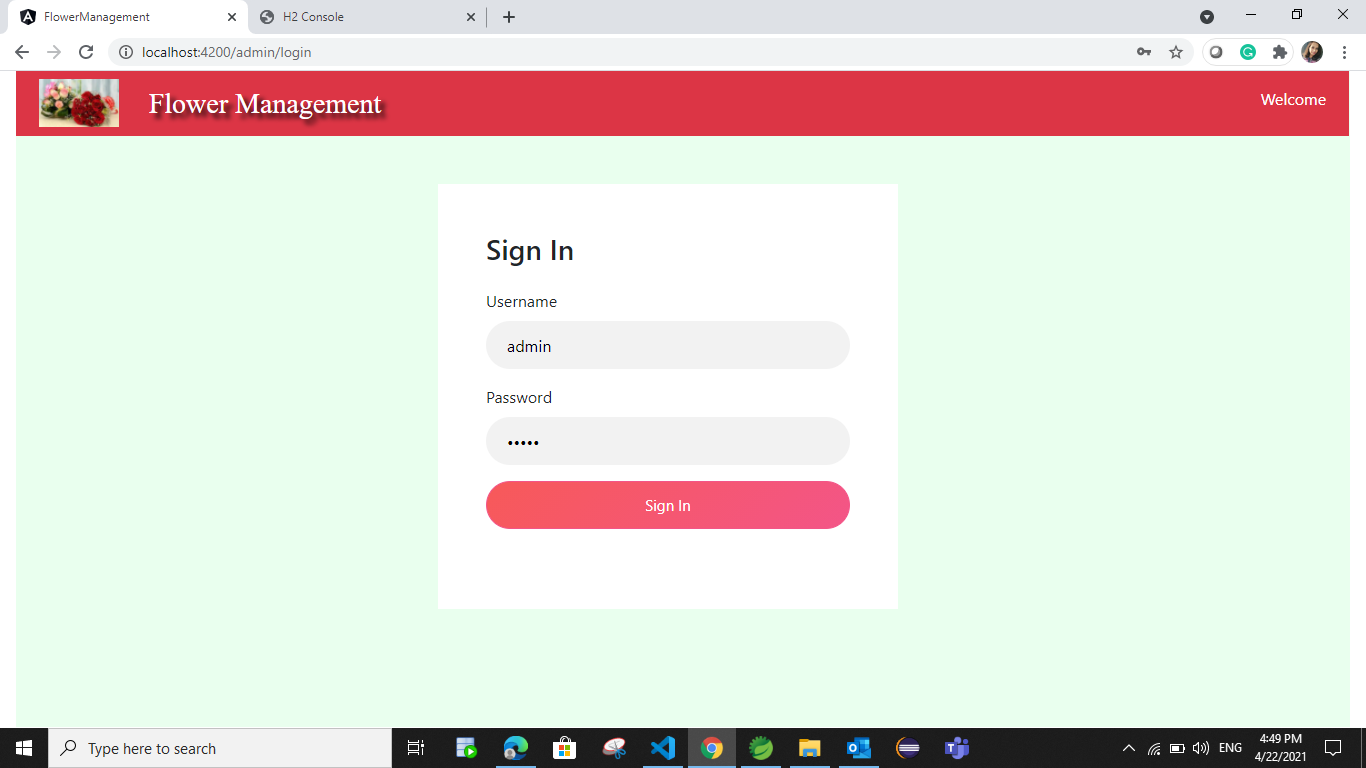 FlowerManagement
H2 Console
localhost:4200/admin/login
Flower Management
Welcome
Sign In
Username
admin
Password
•••••
Sign In
Type here to search
ENG
4:49 PM
4/22/2021